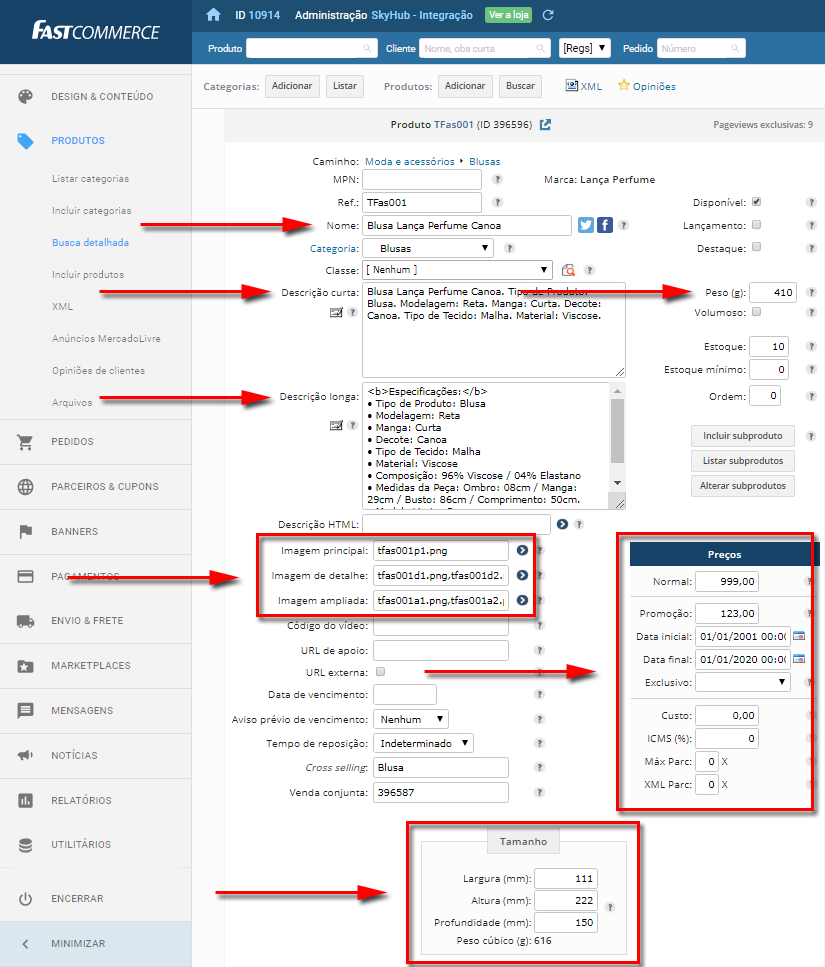 FASTCOMMERCE
ID 10914 Administração SkyHub - Integração Ver a loja
Produto Cliente Nome, obs curta [Regs] Pedido Número
Categorias: Adicionar Listar Produtos: Adicionar Buscar XML Opiniões
DESIGN & CONTEÚDO
PRODUTOS
Listar categorias
Incluir categorias
Busca detalhada
Incluir produtos
XML
Anúncios MercadoLivre
Opiniões de clientes
Arquivos
PEDIDOS
PARCEIROS & CUPONS
BANNERS
PAGAMENTOS
ENVIO & FRETE
MARKETPLACES
MENSAGENS
NOTÍCIAS
RELATÓRIOS
UTILITÁRIOS
ENCERRAR
MINIMIZAR
Produto TFas001 (ID 396596) Pageviews exclusivas: 9
Caminho: Moda e acessórios Blusas
MPN: ? Marca: Lança Perfume
Ref.: TFas001 ?
Nome: Blusa Lança Perfume Canoa ?
Categoria: Blusas ?
Classe: [ Nenhum ] ?
Descrição curta: Blusa Lança Perfume Canoa. Tipo de Produto:
Blusa. Modelagem: Reta. Manga: Curta. Decote:
Canoa. Tipo de Tecido: Malha. Material: Viscose.
?
Descrição longa: <b>Especificações:</b>
• Tipo de Produto: Blusa
• Modelagem: Reta
• Manga: Curta
• Decote: Canoa
• Tipo de Tecido: Malha
• Material: Viscose
• Composição: 96% Viscose / 04% Elastano
• Medidas da Peça: Ombro: 08cm / Manga:
29cm / Busto: 86cm / Comprimento: 50cm.
?
Descrição HTML: ?
Imagem principal: tfas001p1.png ?
Imagem de detalhe: tfas001d1.png,tfas001d2. ?
Imagem ampliada: tfas001a1.png,tfas001a2. ?
Código do vídeo: ?
URL de apoio: ?
URL externa: ?
Data de vencimento: ?
Aviso prévio de vencimento: Nenhum ?
Tempo de reposição: Indeterminado ?
Cross selling: Blusa ?
Venda conjunta: 396587 ?
Disponível: ?
Lançamento: ?
Destaque: ?
Peso (g): 410 ?
Volumoso: ?
Estoque: 10 ?
Estoque mínimo: 0 ?
Ordem: 0 ?
Incluir subproduto ?
Listar subprodutos
Alterar subprodutos
Preços
Normal: 999,00 ?
Promoção: 123,00 ?
Data inicial: 01/01/2001 00:00
Data final: 01/01/2020 00:00
Exclusivo: ?
Custo: 0,00 ?
ICMS (%): 0 ?
Máx Parc: 0 X ?
XML Parc: 0 X ?
Tamanho
Largura (mm): 111
Altura (mm): 222 ?
Profundidade (mm): 150
Peso cúbico (g): 616